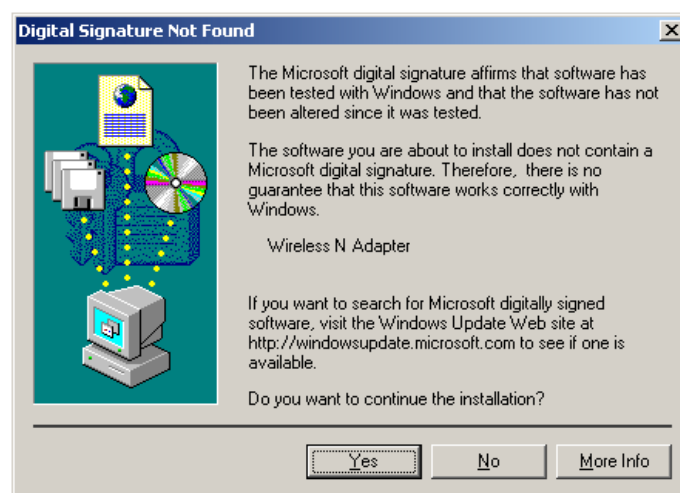 Digital Signature Not Found
The Microsoft digital signature affirms that software has
been tested with Windows and that the software has not
been altered since it was tested.
The software you are about to install does not contain a
Microsoft digital signature. Therefore, there is no
guarantee that this software works correctly with
Windows.
Wireless N Adapter
If you want to search for Microsoft digitally signed
software, visit the Windows Update Web site at
http://windowsupdate.microsoft.com to see if one is
available.
Do you want to continue the installation?
Yes
No
More Info